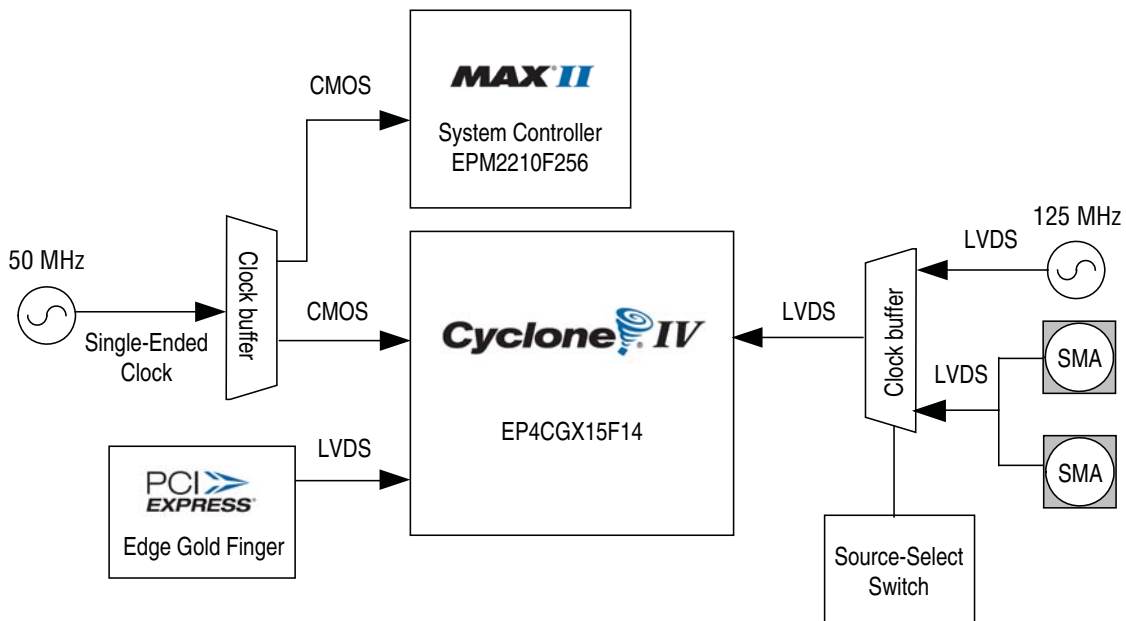 MAX II
System Controller
EPM2210F256
CMOS
50 MHz
Clock buffer
Single-Ended
Clock
CMOS
Cyclone® IV
EP4CGX15F14
LVDS
PCI
EXPRESS®
Edge Gold Finger
LVDS
Clock buffer
125 MHz
LVDS
LVDS
SMA
SMA
Source-Select
Switch